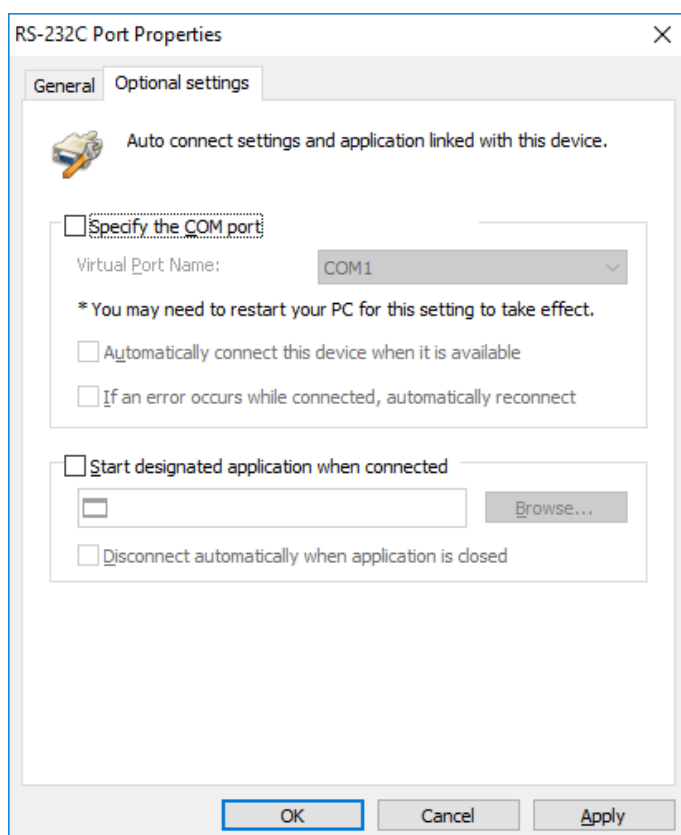 RS-232C Port Properties
General
Optional settings
Auto connect settings and application linked with this device.
Specify the COM port
Virtual Port Name:
COM1
* You may need to restart your PC for this setting to take effect.
Automatically connect this device when it is available
If an error occurs while connected, automatically reconnect
Start designated application when connected
Browse...
Disconnect automatically when application is closed
OK
Cancel
Apply